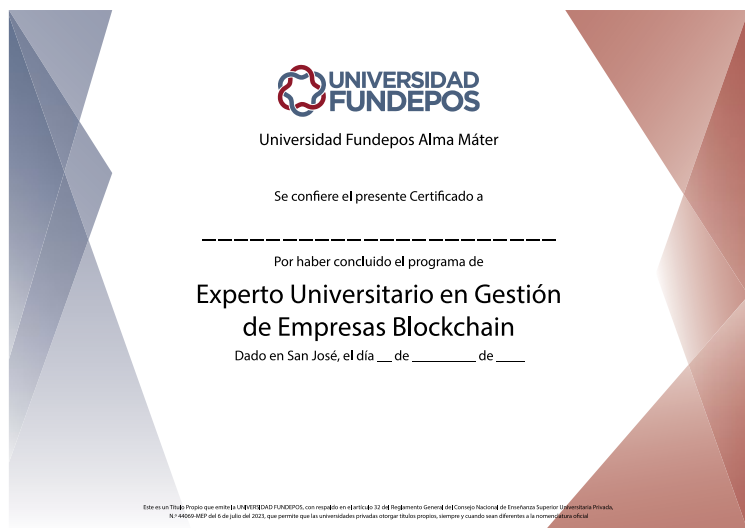 UNIVERSIDAD
FUNDEPOS
Universidad Fundepos Alma Máter
Se confiere el presente Certificado a
Por haber concluido el programa de
Experto Universitario en Gestión
de Empresas Blockchain
Dado en San José, el día __ de ________ de ____
Este es un Título Propio que emite la UNIVERSIDAD FUNDEPOS, con respaldo en el artículo 32 del Reglamento General del Consejo Nacional de Enseñanza Superior Universitaria Privada,
N.º 44069-MEP del 6 de julio del 2023, que permite que las universidades privadas otorgar títulos propios, siempre y cuando sean diferentes a la nomenclatura oficial